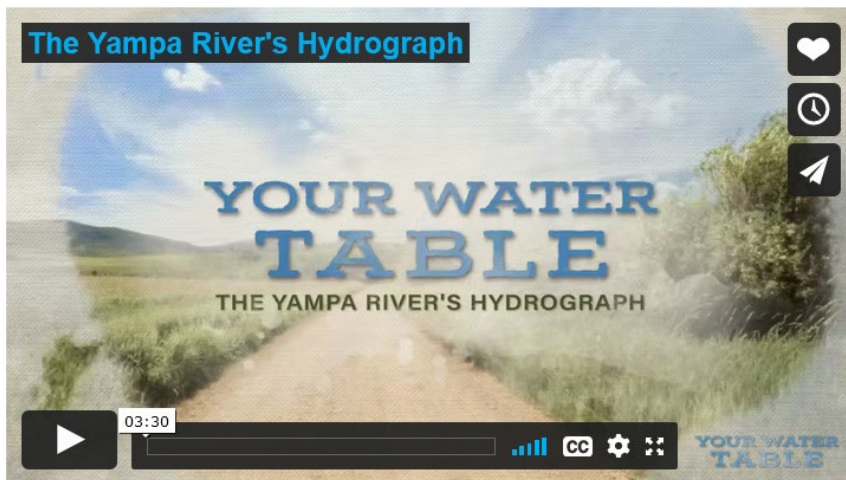 The Yampa River's Hydrograph
YOUR WATER
TABLE
THE YAMPA RIVER'S HYDROGRAPH
03:30
CC
YOUR WATER
TABLE